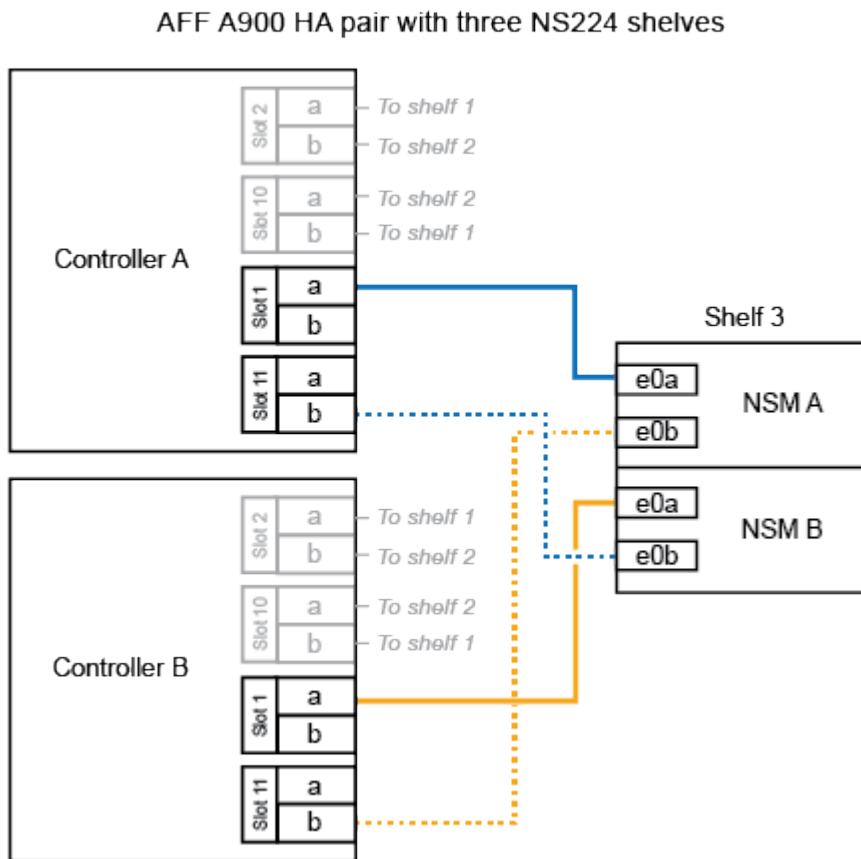 AFF A900 HA pair with three NS224 shelves
Controller A
Slot 2
a
To shelf 1
b
To shelf 2
Slot 10
a
To shelf 2
b
To shelf 1
Slot 1
a
b
Slot 11
a
b
Controller B
Slot 2
a
To shelf 1
b
To shelf 2
Slot 10
a
To shelf 2
b
To shelf 1
Slot 1
a
b
Slot 11
a
b
Shelf 3
e0a
NSM A
e0b
e0a
NSM B
e0b